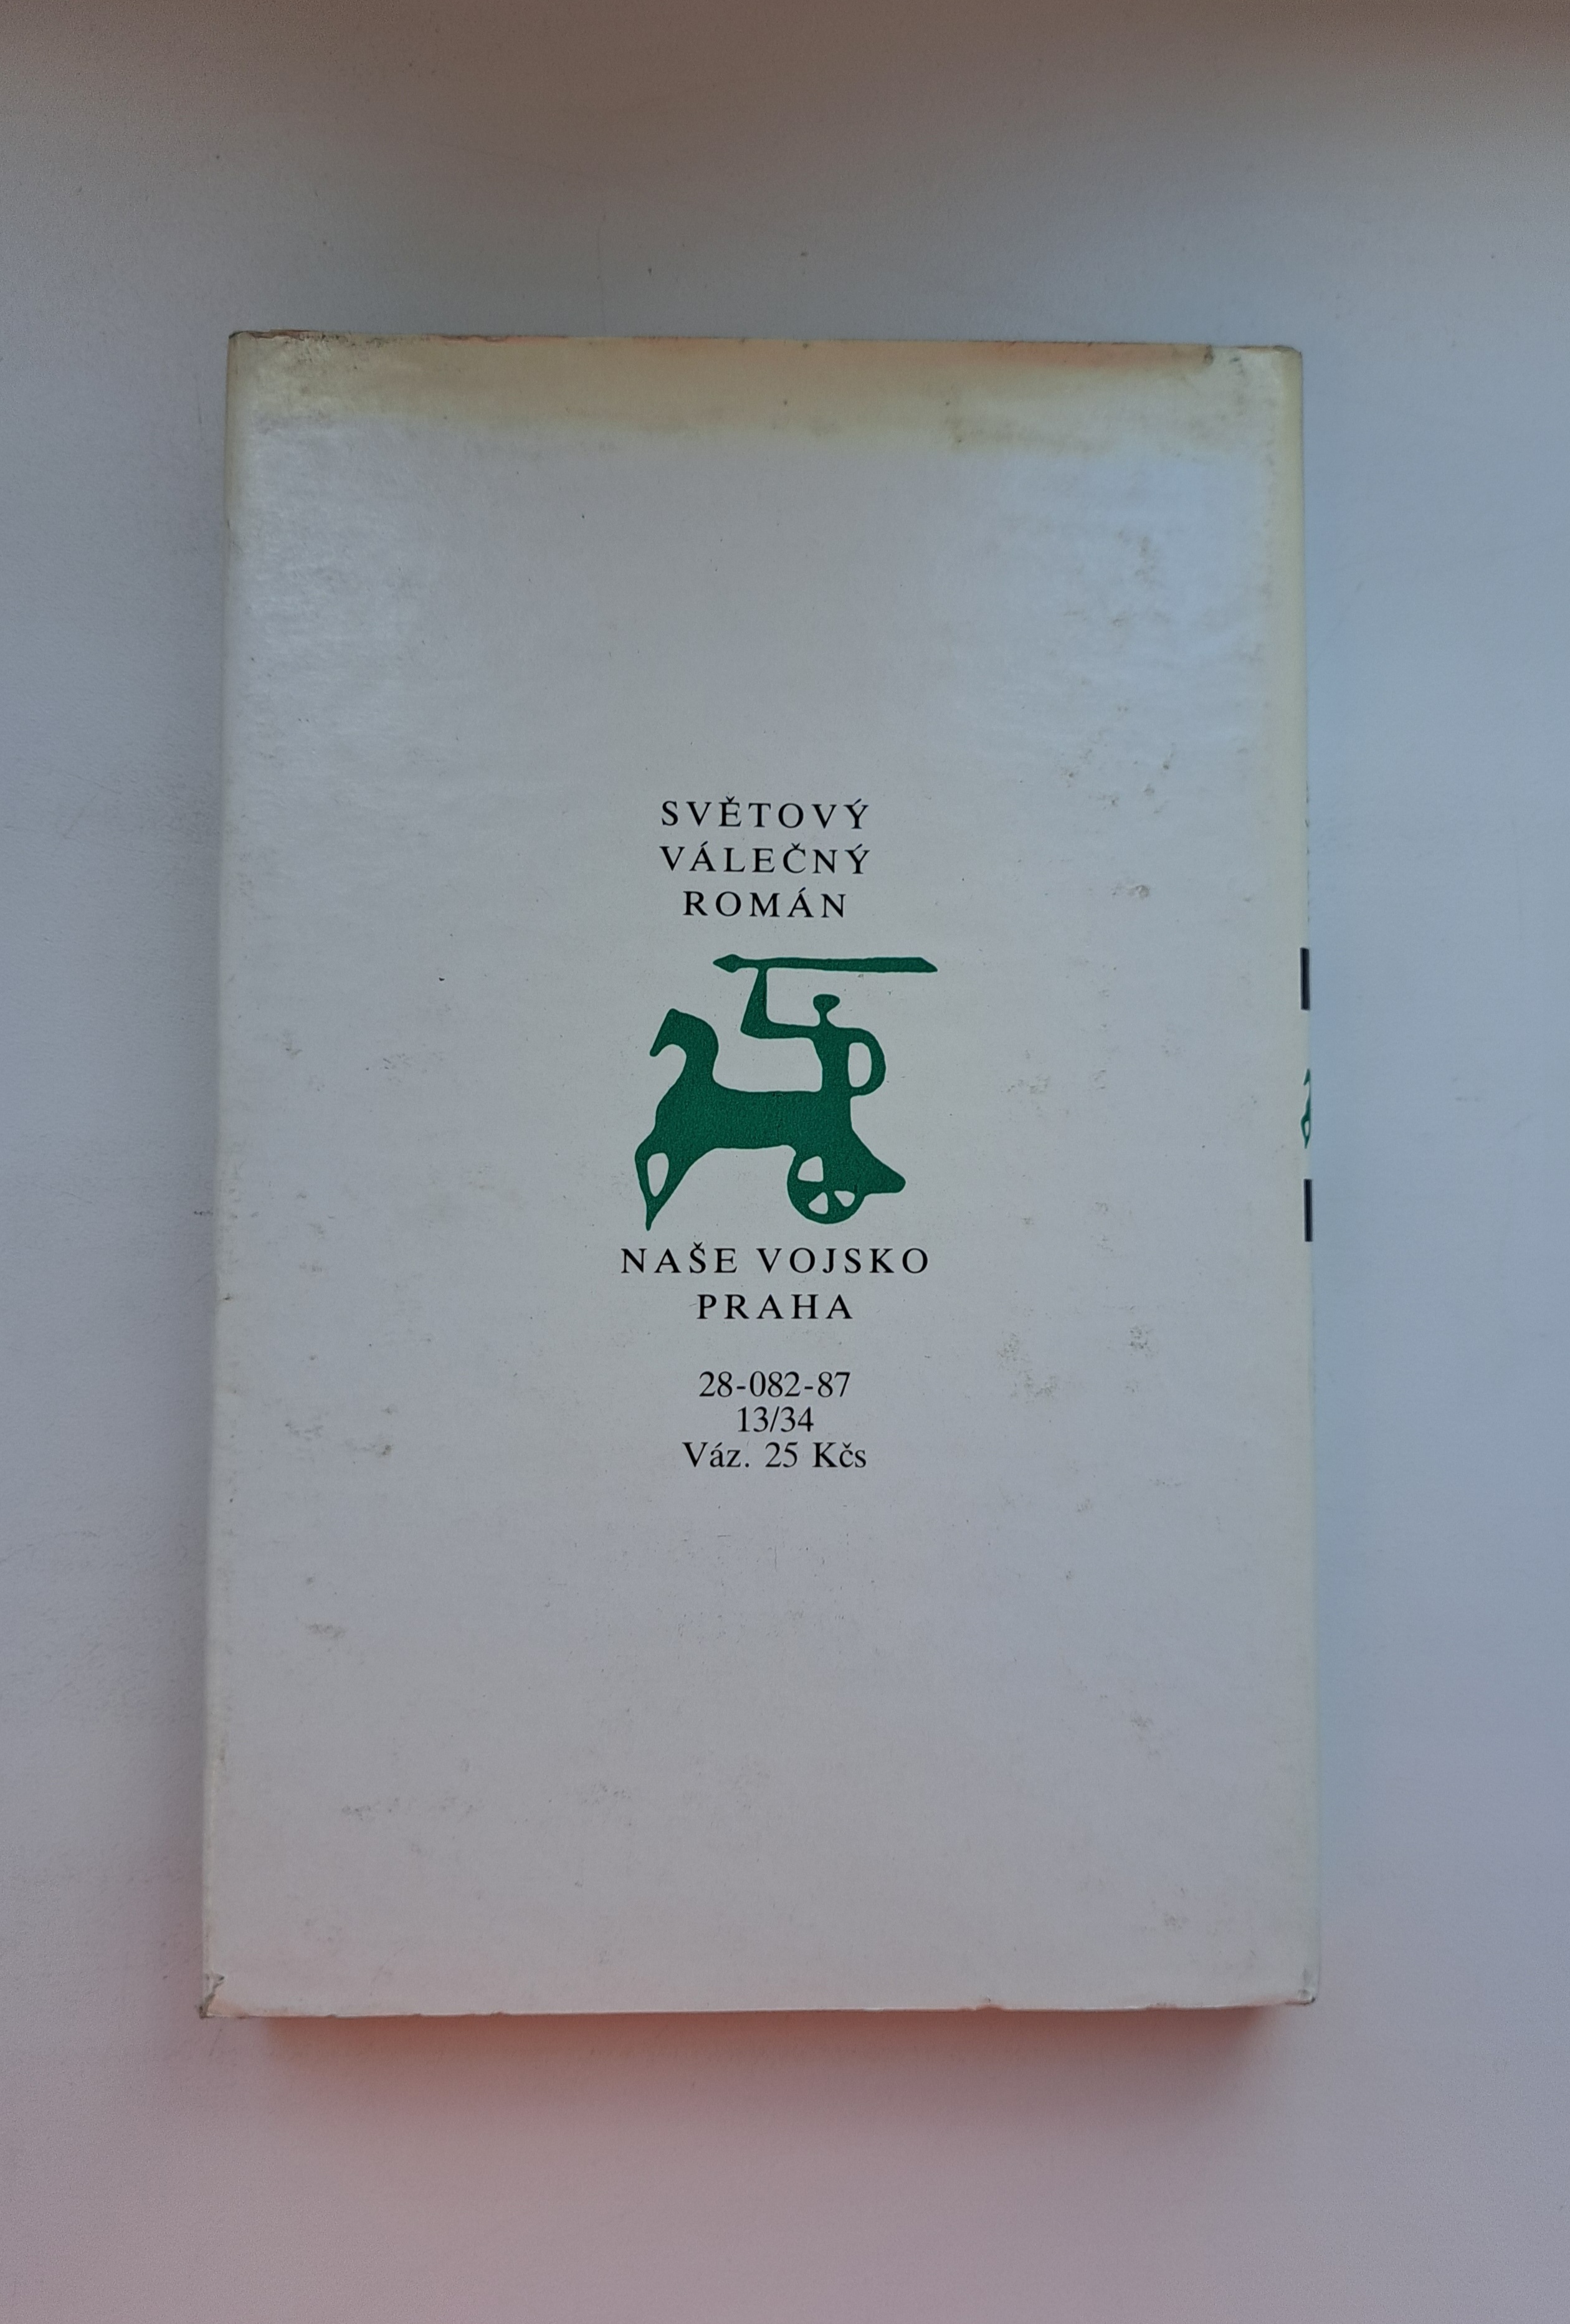 SVĚTOVÝ
VÁLEČNÝ
ROMÁN
NAŠE VOJSKO
PRAHA
28-082-87
13/34
Váz. 25 Kčs